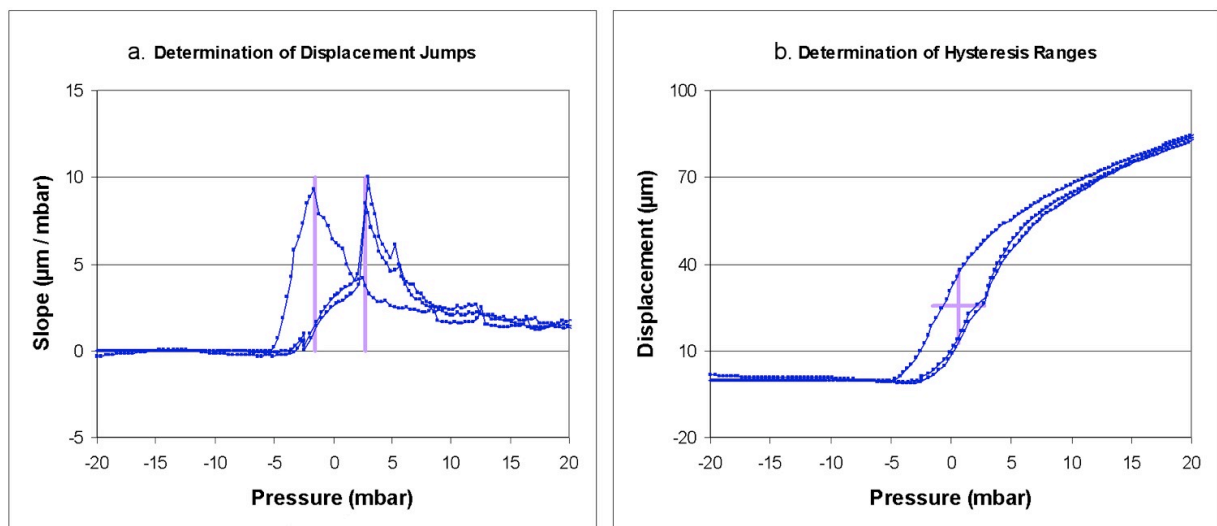 a. Determination of Displacement Jumps
15
10
5
0
-5
-20 -15 -10 -5 0 5 10 15 20
Slope (µm / mbar)
Pressure (mbar)
b. Determination of Hysteresis Ranges
100
70
40
10
-20
-20 -15 -10 -5 0 5 10 15 20
Displacement (µm)
Pressure (mbar)